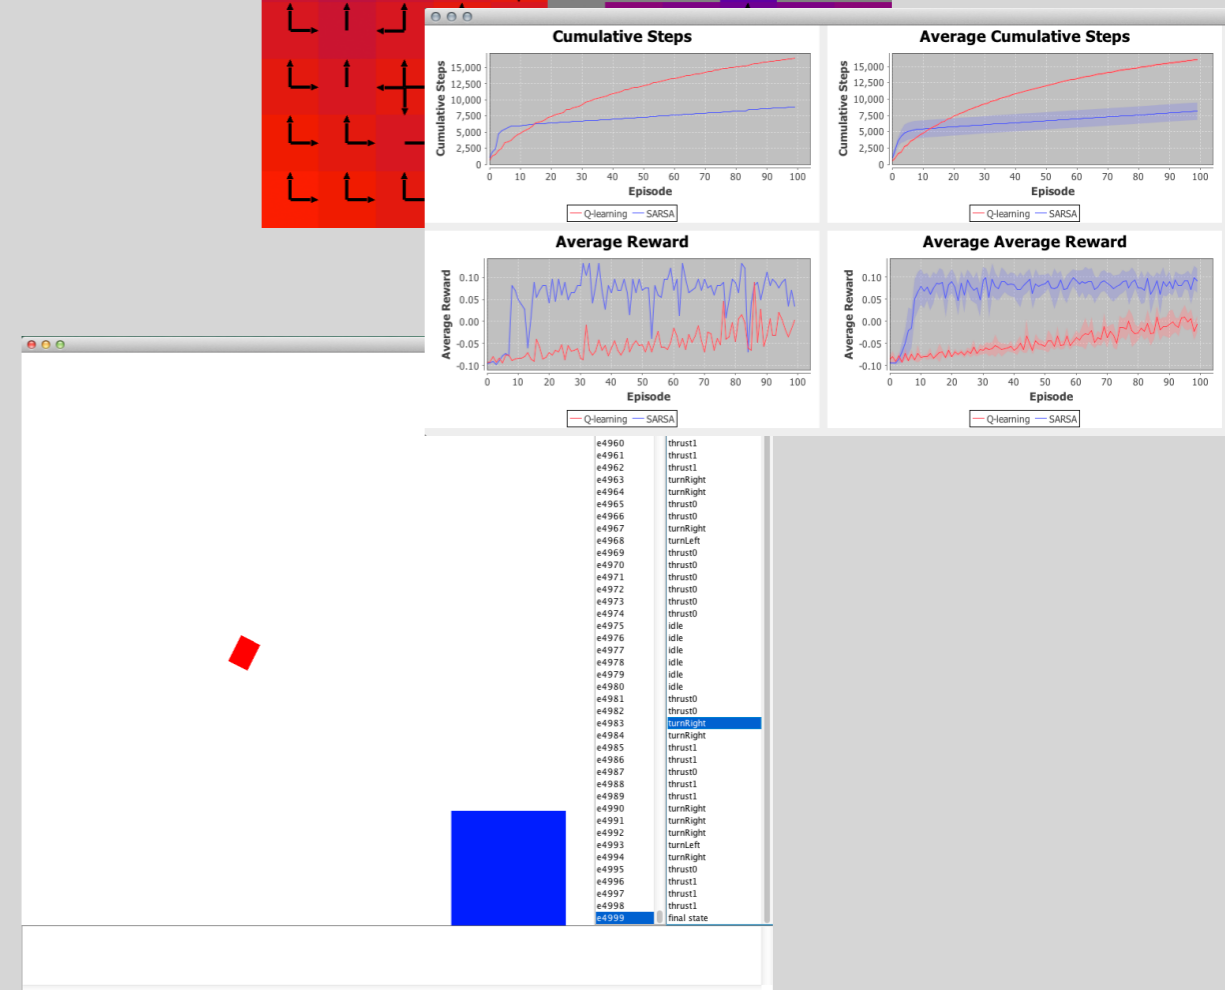 Cumulative Steps
Cumulative Steps
15,000
12,500
10,000
7,500
5,000
2,500
0
0 10 20 30 40 50 60 70 80 90 100
Episode
Q-learning SARSA
Average Cumulative Steps
Cumulative Steps
15,000
12,500
10,000
7,500
5,000
2,500
0
0 10 20 30 40 50 60 70 80 90 100
Episode
Q-learning SARSA
Average Reward
Average Reward
0.10
0.05
0.00
-0.05
-0.10
0 10 20 30 40 50 60 70 80 90 100
Episode
Q-learning SARSA
Average Average Reward
Average Reward
0.10
0.05
0.00
-0.05
-0.10
0 10 20 30 40 50 60 70 80 90 100
Episode
Q-learning SARSA
e4960 thrust1
e4961 thrust1
e4962 thrust1
e4963 turnRight
e4964 turnRight
e4965 thrust0
e4966 thrust0
e4967 turnRight
e4968 turnLeft
e4969 thrust0
e4970 thrust0
e4971 thrust0
e4972 thrust0
e4973 thrust0
e4974 thrust0
e4975 idle
e4976 idle
e4977 idle
e4978 idle
e4979 idle
e4980 idle
e4981 thrust0
e4982 thrust0
e4983 turnRight
e4984 turnRight
e4985 thrust1
e4986 thrust1
e4987 thrust0
e4988 thrust1
e4989 thrust1
e4990 turnRight
e4991 turnRight
e4992 turnRight
e4993 turnLeft
e4994 turnRight
e4995 thrust0
e4996 thrust1
e4997 thrust1
e4998 thrust1
e4999 final state